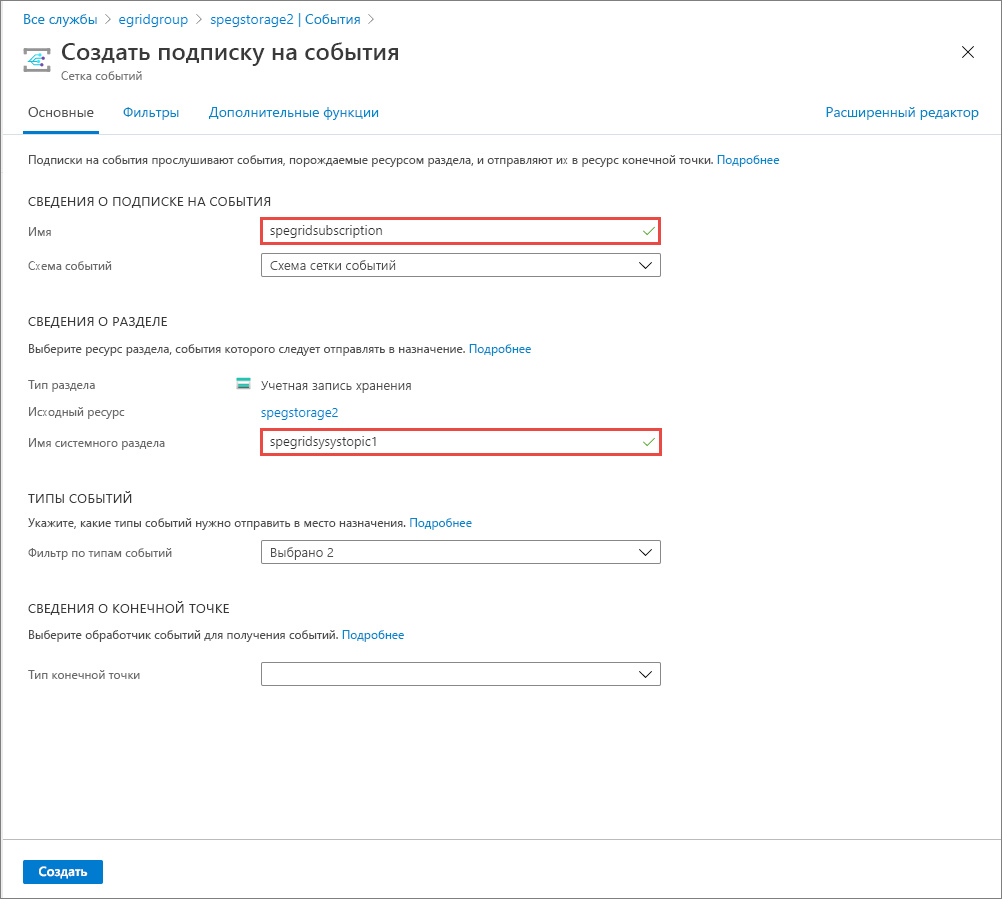 Все службы > egridgroup > spegstorage2 | События >
Создать подписку на события
Сетка событий
Основные Фильтры Дополнительные функции Расширенный редактор
Подписки на события прослушивают события, порождаемые ресурсом раздела, и отправляют их в ресурс конечной точки. Подробнее
СВЕДЕНИЯ О ПОДПИСКЕ НА СОБЫТИЯ
Имя spegridsubscription
Схема событий Схема сетки событий
СВЕДЕНИЯ О РАЗДЕЛЕ
Выберите ресурс раздела, события которого следует отправлять в назначение. Подробнее
Тип раздела Учетная запись хранения
Исходный ресурс spegstorage2
Имя системного раздела spegridsysystopic1
ТИПЫ СОБЫТИЙ
Укажите, какие типы событий нужно отправить в место назначения. Подробнее
Фильтр по типам событий Выбрано 2
СВЕДЕНИЯ О КОНЕЧНОЙ ТОЧКЕ
Выберите обработчик событий для получения событий. Подробнее
Тип конечной точки
Создать